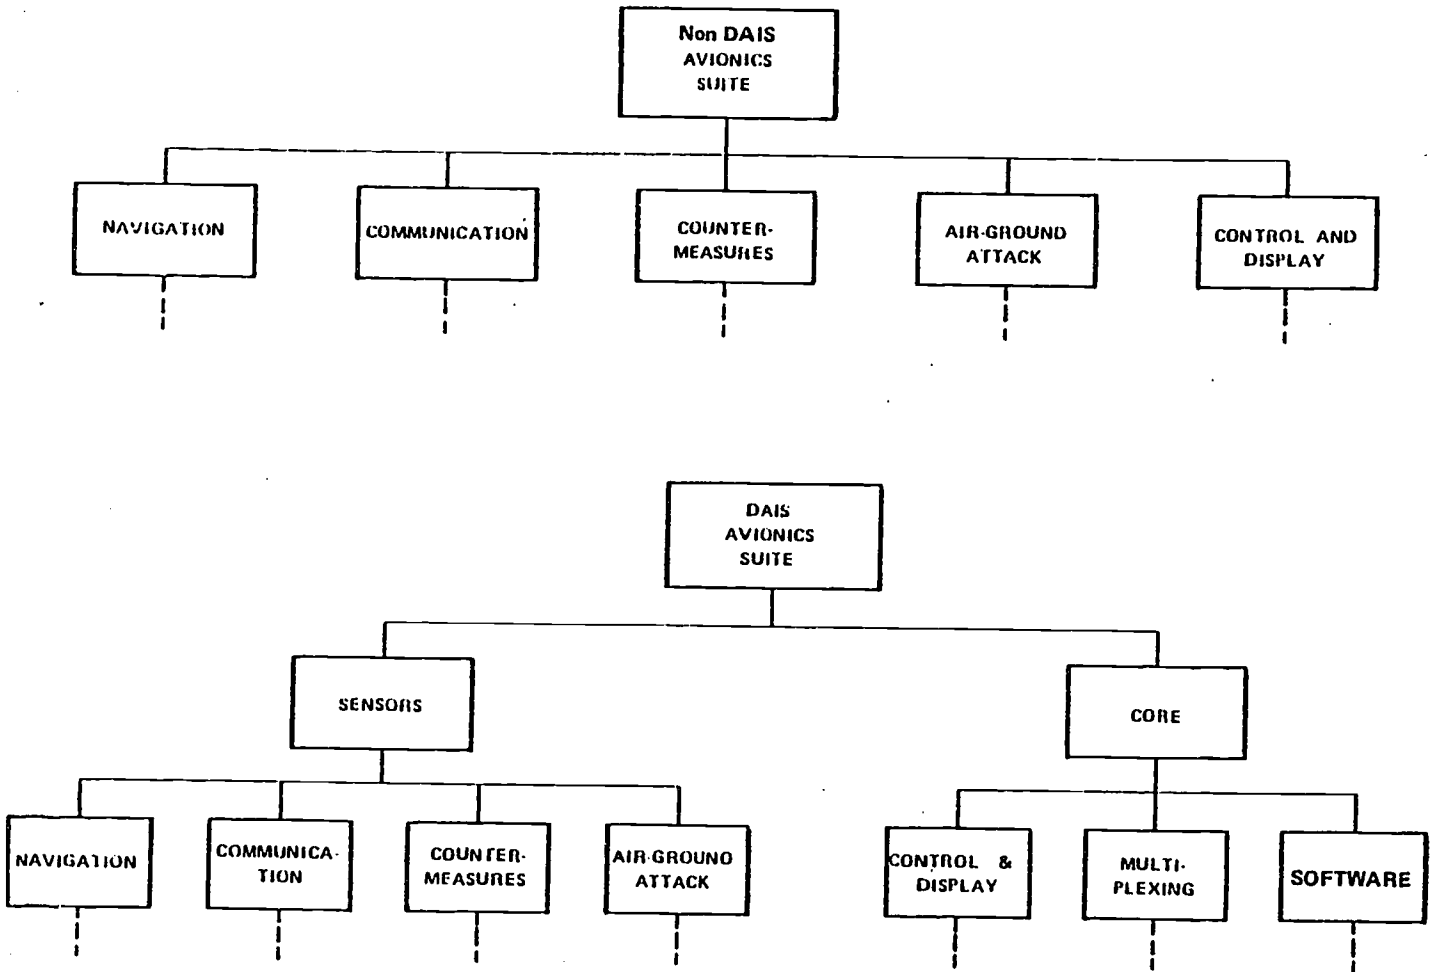 Non DAIS
AVIONICS
SUITE
NAVIGATION
COMMUNICATION
COUNTER-
MEASURES
AIR-GROUND
ATTACK
CONTROL AND
DISPLAY
DAIS
AVIONICS
SUITE
SENSORS
CORE
NAVIGATION
COMMUNICA-
TION
COUNTER-
MEASURES
AIR-GROUND
ATTACK
CONTROL &
DISPLAY
MULTI-
PLEXING
SOFTWARE